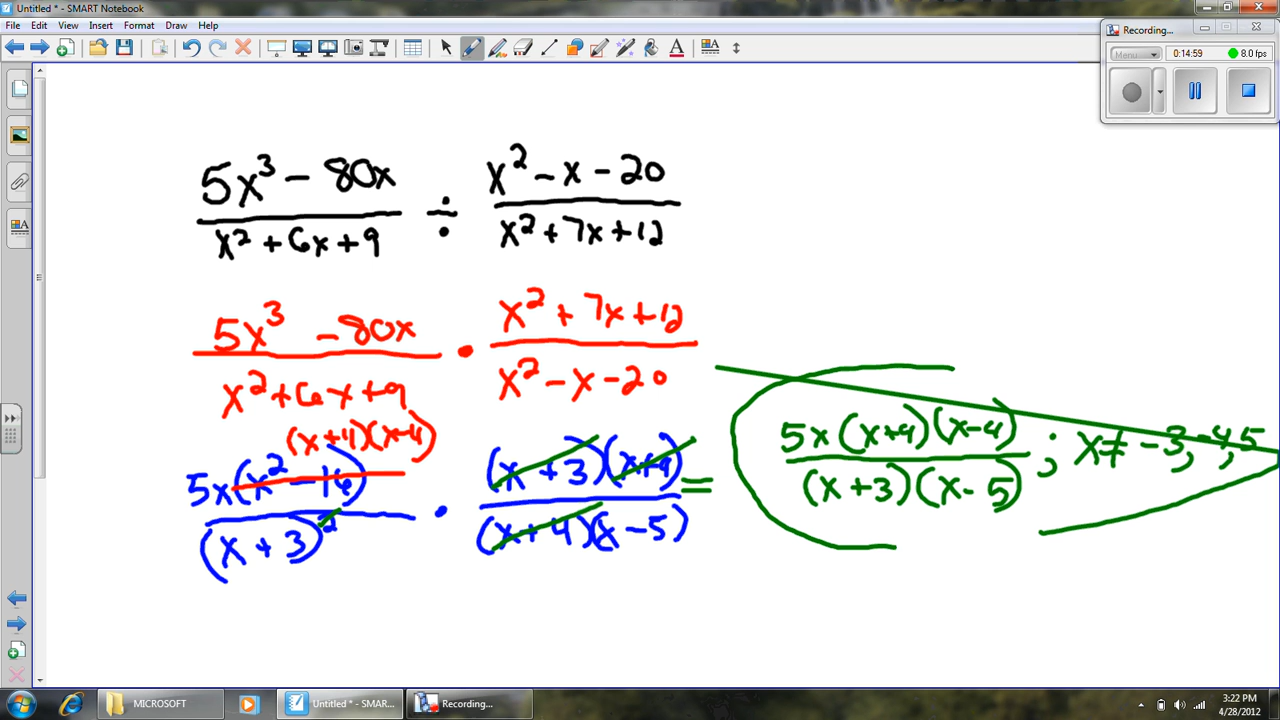 Untitled * - SMART Notebook
File Edit View Insert Format Draw Help
Recording...
Menu
0:14:59 8.0 fps
5x³ - 80x
x² + 6x + 9
÷
x² - x - 20
x² + 7x + 12
5x³ - 80x
x² + 6x + 9
•
x² + 7x + 12
x² - x - 20
(x+4)(x-4)
5x(x² - 16)
(x + 3)²
•
(x + 3)(x+4)
(x+4)(x - 5)
=
5x(x+4)(x-4)
(x + 3)(x - 5)
; x ≠ -3, -4, 5
MICROSOFT
Untitled * - SMAR...
Recording...
3:22 PM
4/28/2012